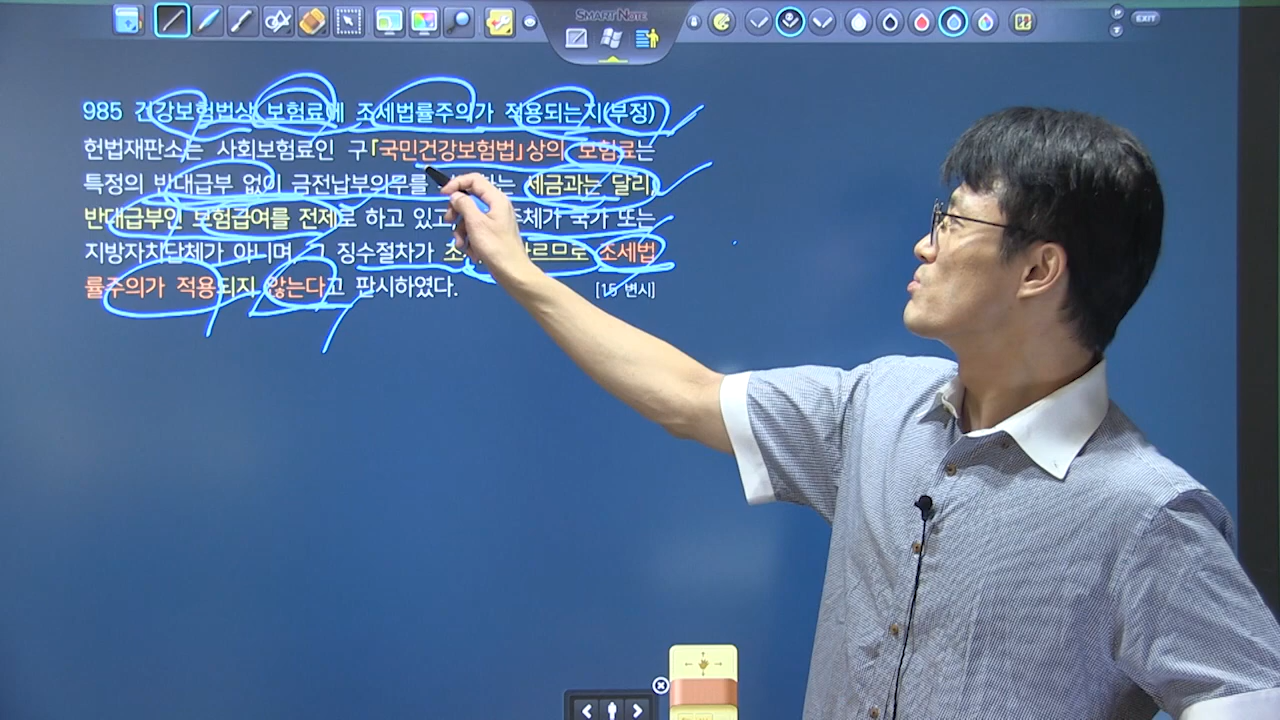 SMART NOTE
EXIT
985 건강보험법상 보험료에 조세법률주의가 적용되는지(부정)
헌법재판소는 사회보험료인 구「국민건강보험법」상의 보험료는
특정의 반대급부 없이 금전납부의무를 는 세금과는 달리,
반대급부인 보험급여를 전제로 하고 있고, 주체가 국가 또는
지방자치단체가 아니며, 그 징수절차가 르므로 조세법
률주의가 적용되지 않는다고 판시하였다. [15 변시]